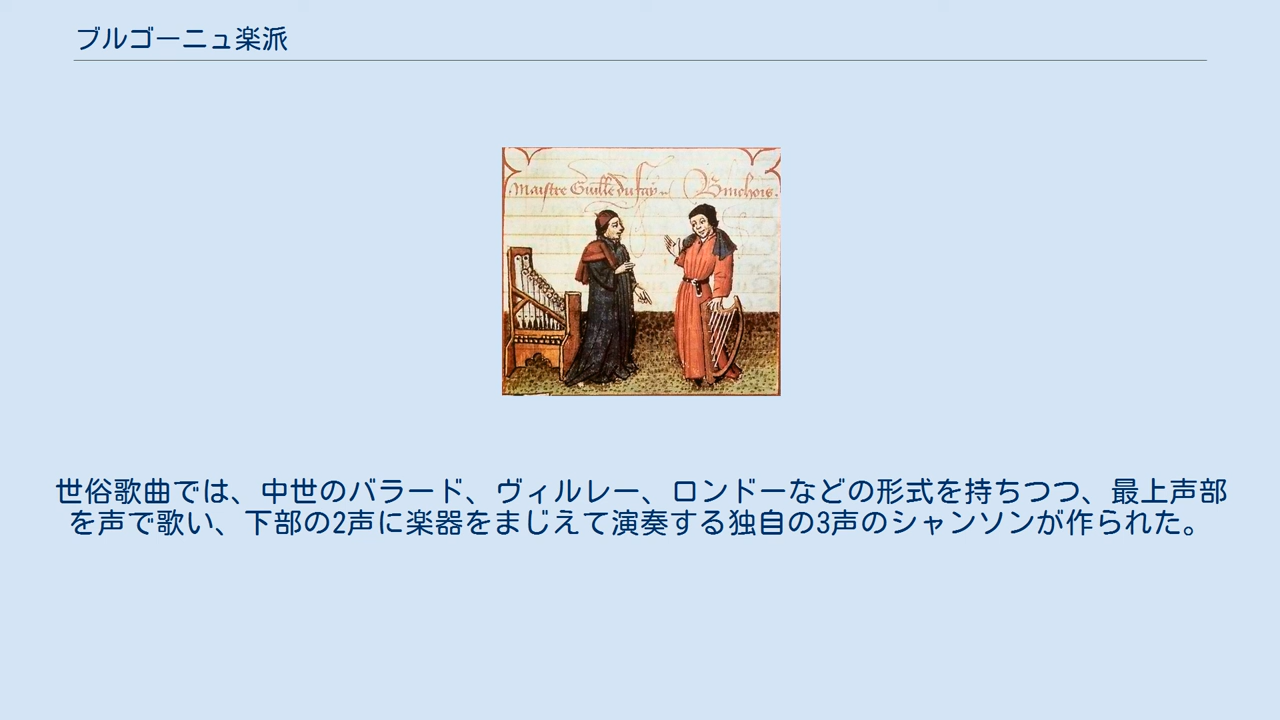 ブルゴーニュ楽派
Maistre Guille du fay Binchois.
世俗歌曲では、中世のバラード、ヴィルレー、ロンドーなどの形式を持ちつつ、最上声部
を声で歌い、下部の2声に楽器をまじえて演奏する独自の3声のシャンソンが作られた。